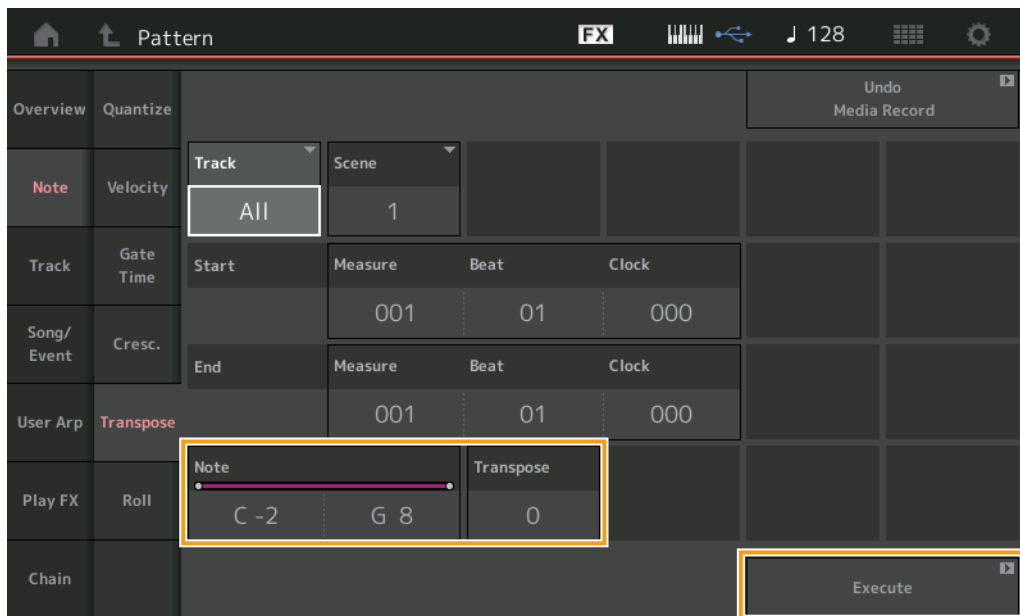 Pattern
FX
♩ 128
Undo
Media Record
Overview
Quantize
Track
All
Scene
1
Note
Velocity
Track
Gate
Time
Start
Measure
Beat
Clock
001
01
000
Song/
Event
Cresc.
End
Measure
Beat
Clock
001
01
000
User Arp
Transpose
Note
C -2
G 8
Transpose
0
Play FX
Roll
Chain
Execute